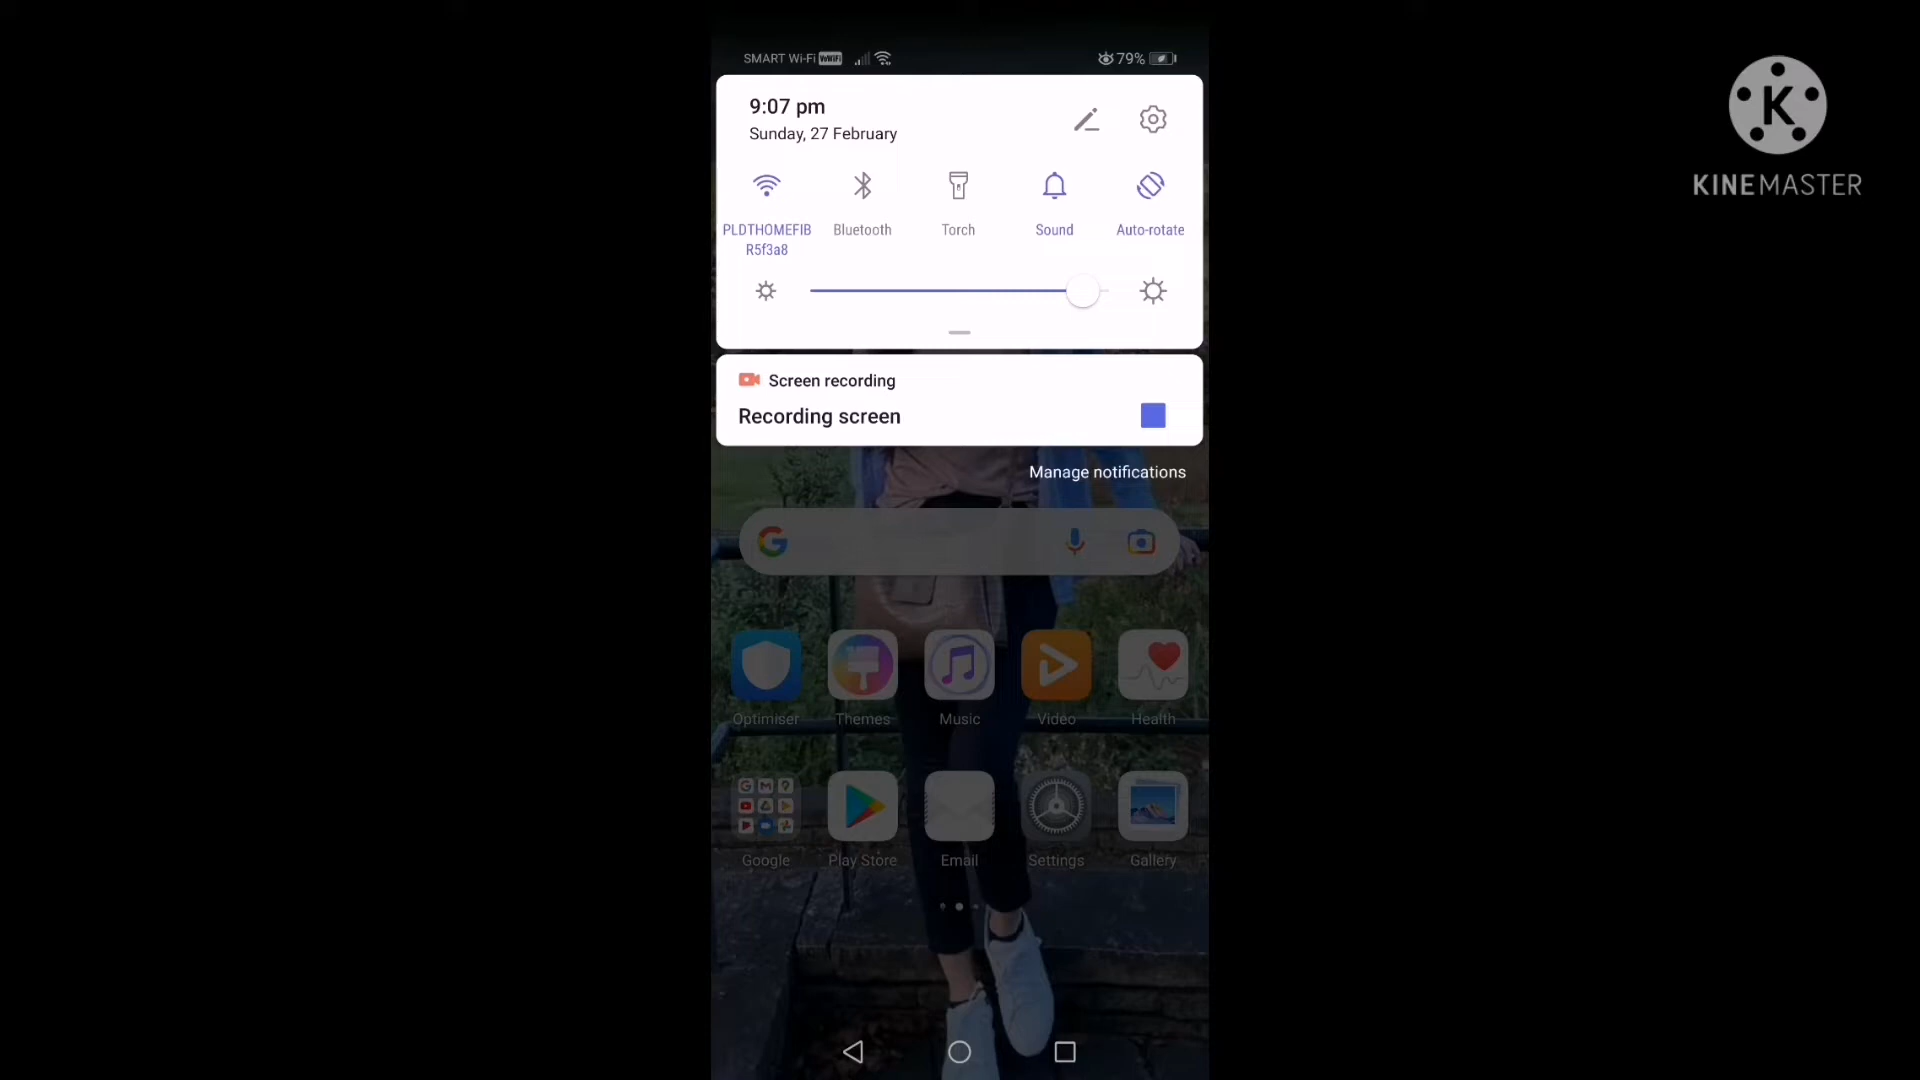 SMART Wi-Fi VoWiFi
79%
KINEMASTER
9:07 pm
Sunday, 27 February
PLDTHOMEFIB
R5f3a8
Bluetooth
Torch
Sound
Auto-rotate
Screen recording
Recording screen
Manage notifications
Optimiser
Themes
Music
Video
Health
Google
Play Store
Email
Settings
Gallery